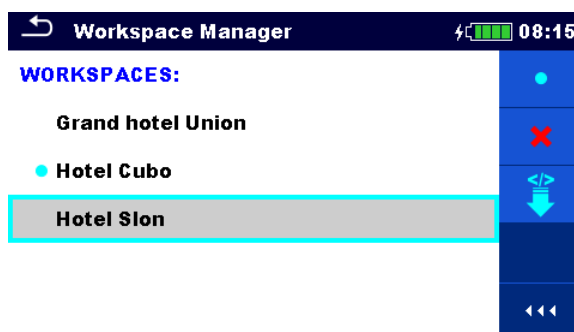 Workspace Manager 08:15
WORKSPACES:
Grand hotel Union
Hotel Cubo
Hotel Slon
</>